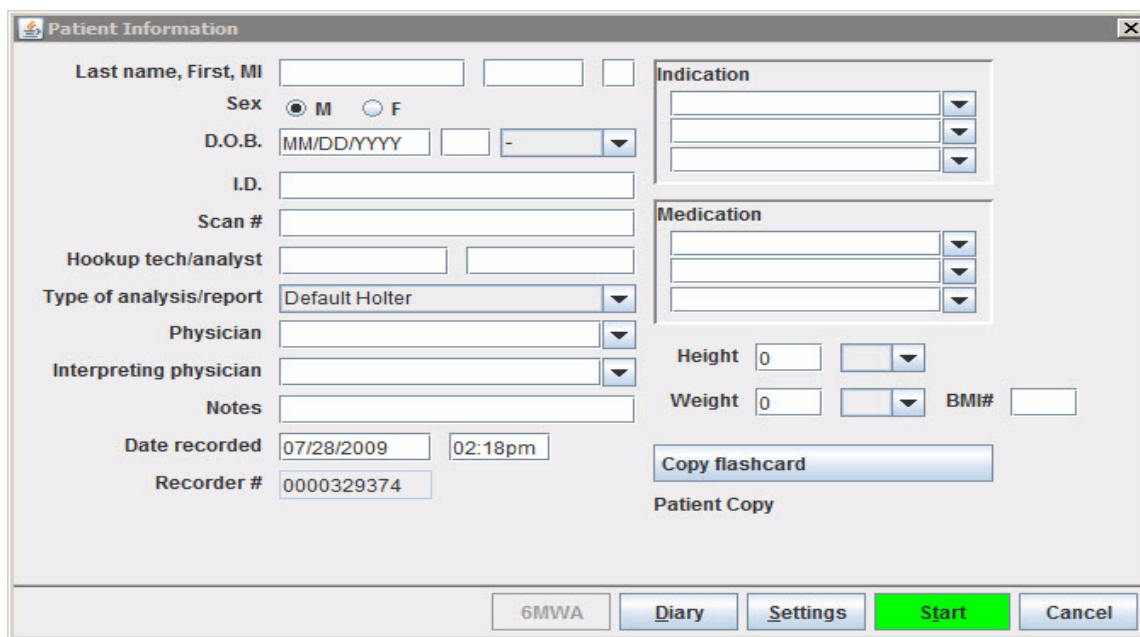 Patient Information
Last name, First, MI
Sex M F
D.O.B. MM/DD/YYYY -
I.D.
Scan #
Hookup tech/analyst
Type of analysis/report Default Holter
Physician
Interpreting physician
Notes
Date recorded 07/28/2009 02:18pm
Recorder # 0000329374
Indication
Medication
Height 0
Weight 0 BMI#
Copy flashcard
Patient Copy
6MWA Diary Settings Start Cancel